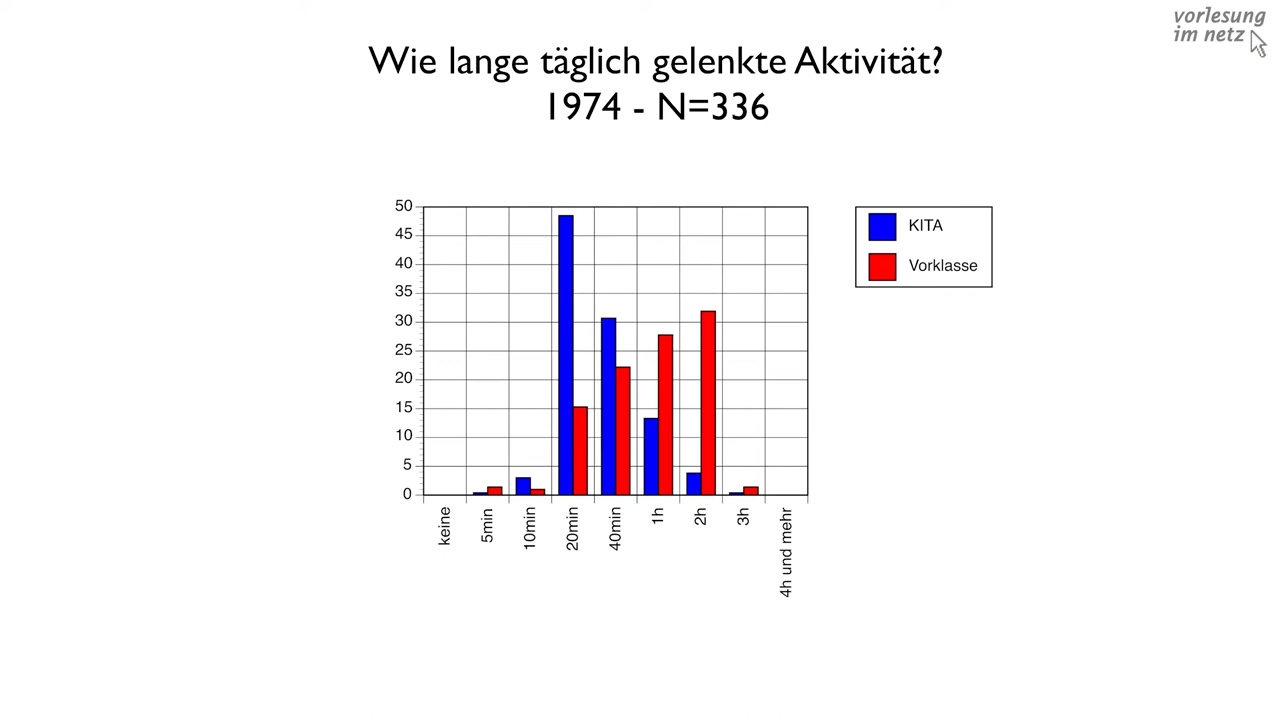 vorlesung
im netz
Wie lange täglich gelenkte Aktivität?
1974 - N=336
50
45
40
35
30
25
20
15
10
5
0
keine
5min
10min
20min
40min
1h
2h
3h
4h und mehr
KITA
Vorklasse